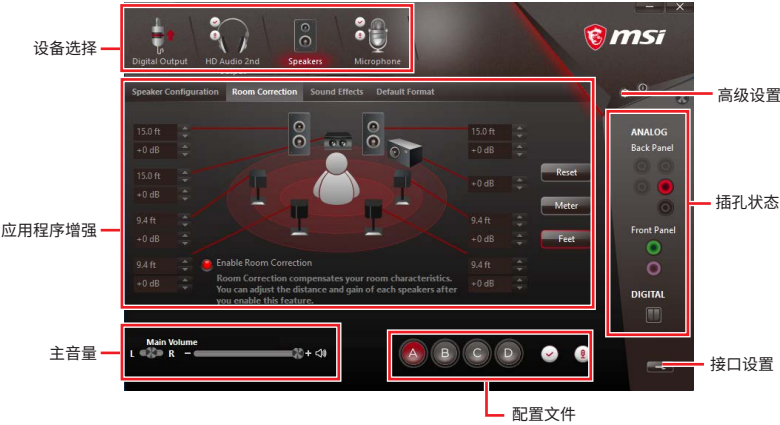 设备选择
Digital Output
HD Audio 2nd
Speakers
Microphone
msi
高级设置
Speaker Configuration
Room Correction
Sound Effects
Default Format
15.0 ft
+0 dB
15.0 ft
+0 dB
9.4 ft
+0 dB
9.4 ft
+0 dB
15.0 ft
+0 dB
+0 dB
9.4 ft
+0 dB
9.4 ft
+0 dB
Reset
Meter
Feet
应用程序增强
Enable Room Correction
Room Correction compensates your room characteristics.
You can adjust the distance and gain of each speakers after
you enable this feature.
ANALOG
Back Panel
Front Panel
DIGITAL
插孔状态
主音量
Main Volume
L R − +
A B C D
接口设置
配置文件